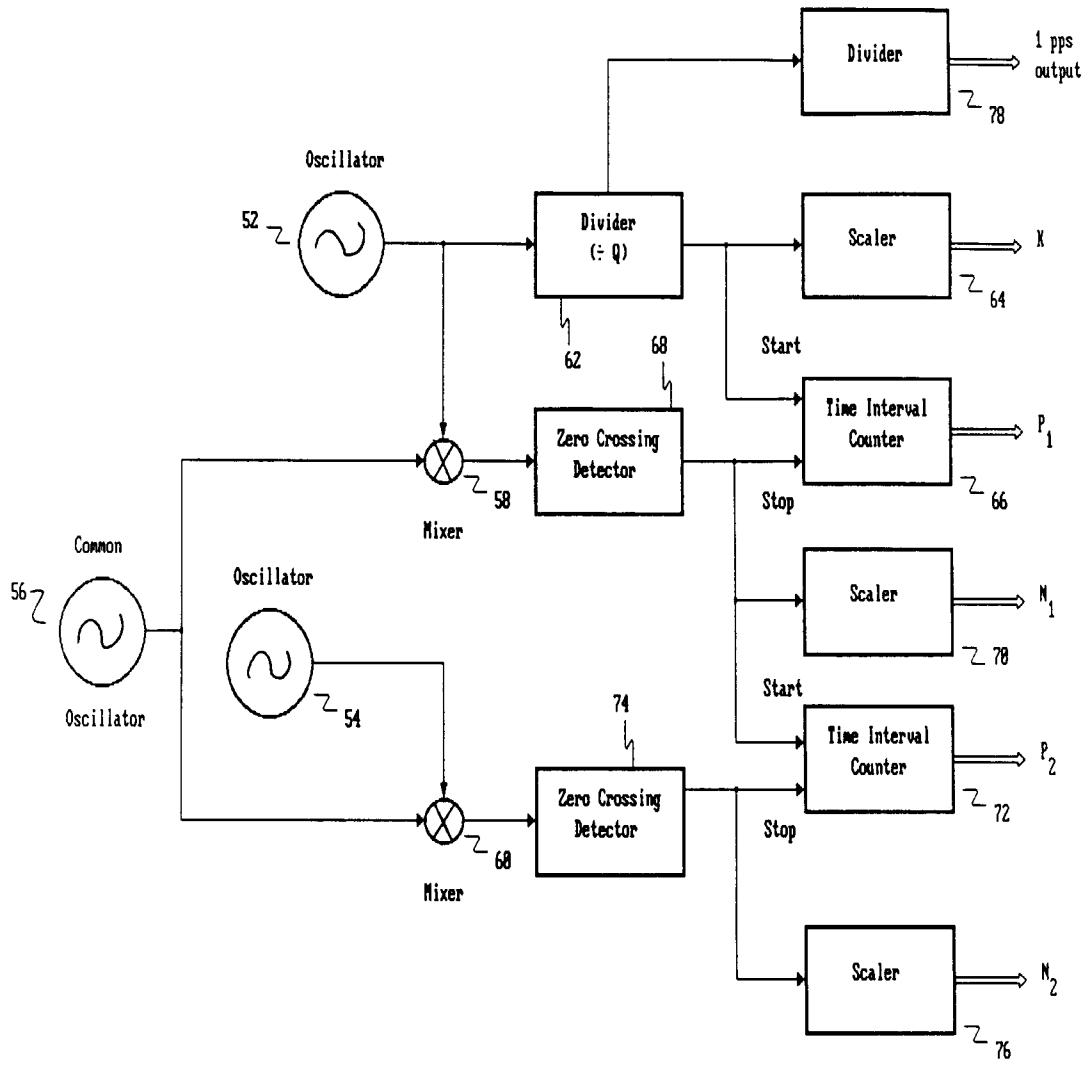 Divider
1 pps
output
78
Oscillator
52
Divider
(÷ Q)
62
Scaler
K
64
Start
68
Time Interval
Counter
P1
66
Zero Crossing
Detector
58
Mixer
Stop
Common
56
Oscillator
Oscillator
54
Scaler
N1
70
Start
74
Time Interval
Counter
P2
72
Zero Crossing
Detector
60
Mixer
Stop
Scaler
N2
76